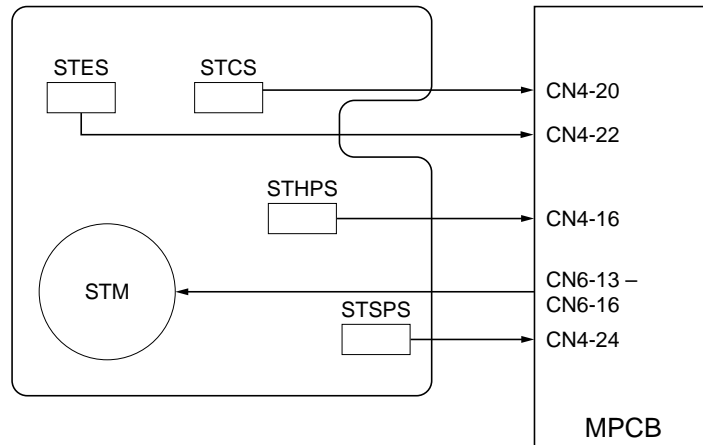 STES
STCS
CN4-20
CN4-22
STHPS
CN4-16
STM
CN6-13 –
CN6-16
STSPS
CN4-24
MPCB